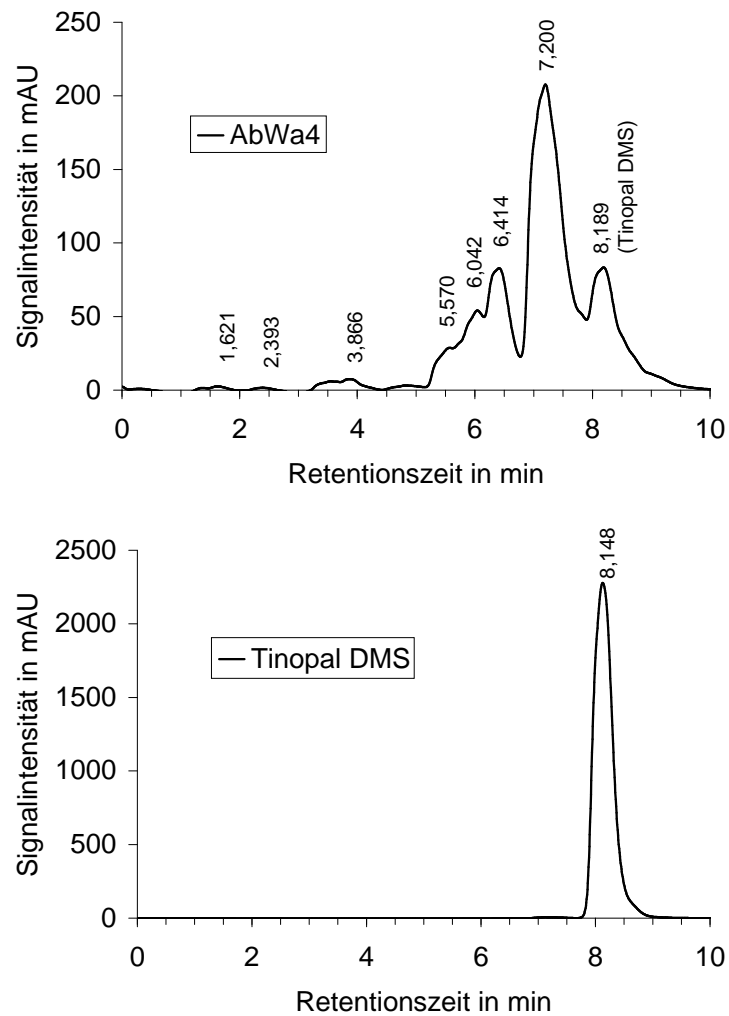 250
200
150
100
50
0
Signalintensität in mAU
AbWa4
1,621
2,393
3,866
5,570
6,042
6,414
7,200
8,189
(Tinopal DMS)
0 2 4 6 8 10
Retentionszeit in min
2500
2000
1500
1000
500
0
Signalintensität in mAU
Tinopal DMS
8,148
0 2 4 6 8 10
Retentionszeit in min